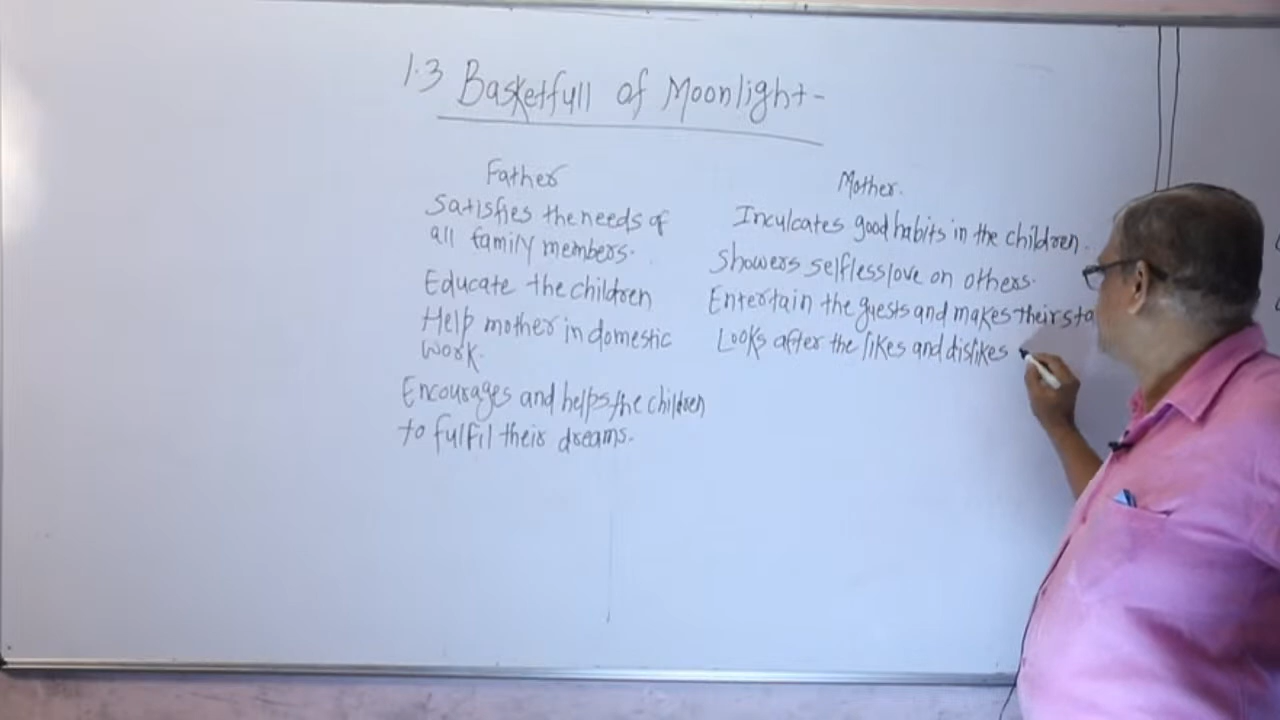 1.3 Basketfull of Moonlight -
Father
Satisfies the needs of
all family members.
Educate the children
Help mother in domestic
work.
Encourages and helps the children
to fulfil their dreams.
Mother.
Inculcates good habits in the children.
Showers selfless love on others.
Entertain the guests and makes their sta
Looks after the likes and dislikes